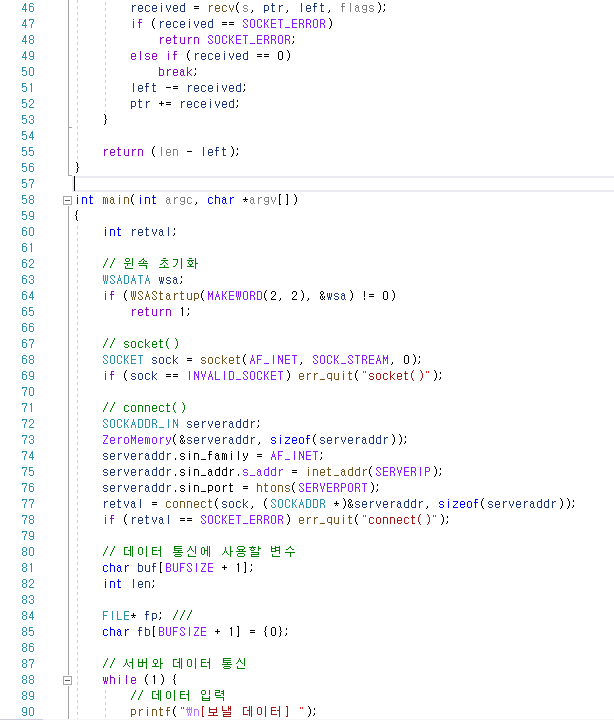 46 received = recv(s, ptr, left, flags);
47 if (received == SOCKET_ERROR)
48 return SOCKET_ERROR;
49 else if (received == 0)
50 break;
51 left -= received;
52 ptr += received;
53 }
54
55 return (len - left);
56 }
57
58 int main(int argc, char *argv[])
59 {
60 int retval;
61
62 // 윈속 초기화
63 WSADATA wsa;
64 if (WSAStartup(MAKEWORD(2, 2), &wsa) != 0)
65 return 1;
66
67 // socket()
68 SOCKET sock = socket(AF_INET, SOCK_STREAM, 0);
69 if (sock == INVALID_SOCKET) err_quit("socket()");
70
71 // connect()
72 SOCKADDR_IN serveraddr;
73 ZeroMemory(&serveraddr, sizeof(serveraddr));
74 serveraddr.sin_family = AF_INET;
75 serveraddr.sin_addr.s_addr = inet_addr(SERVERIP);
76 serveraddr.sin_port = htons(SERVERPORT);
77 retval = connect(sock, (SOCKADDR *)&serveraddr, sizeof(serveraddr));
78 if (retval == SOCKET_ERROR) err_quit("connect()");
79
80 // 데이터 통신에 사용할 변수
81 char buf[BUFSIZE + 1];
82 int len;
83
84 FILE* fp; ///
85 char fb[BUFSIZE + 1] = {0};
86
87 // 서버와 데이터 통신
88 while (1) {
89 // 데이터 입력
90 printf("₩n[보낼 데이터] ");